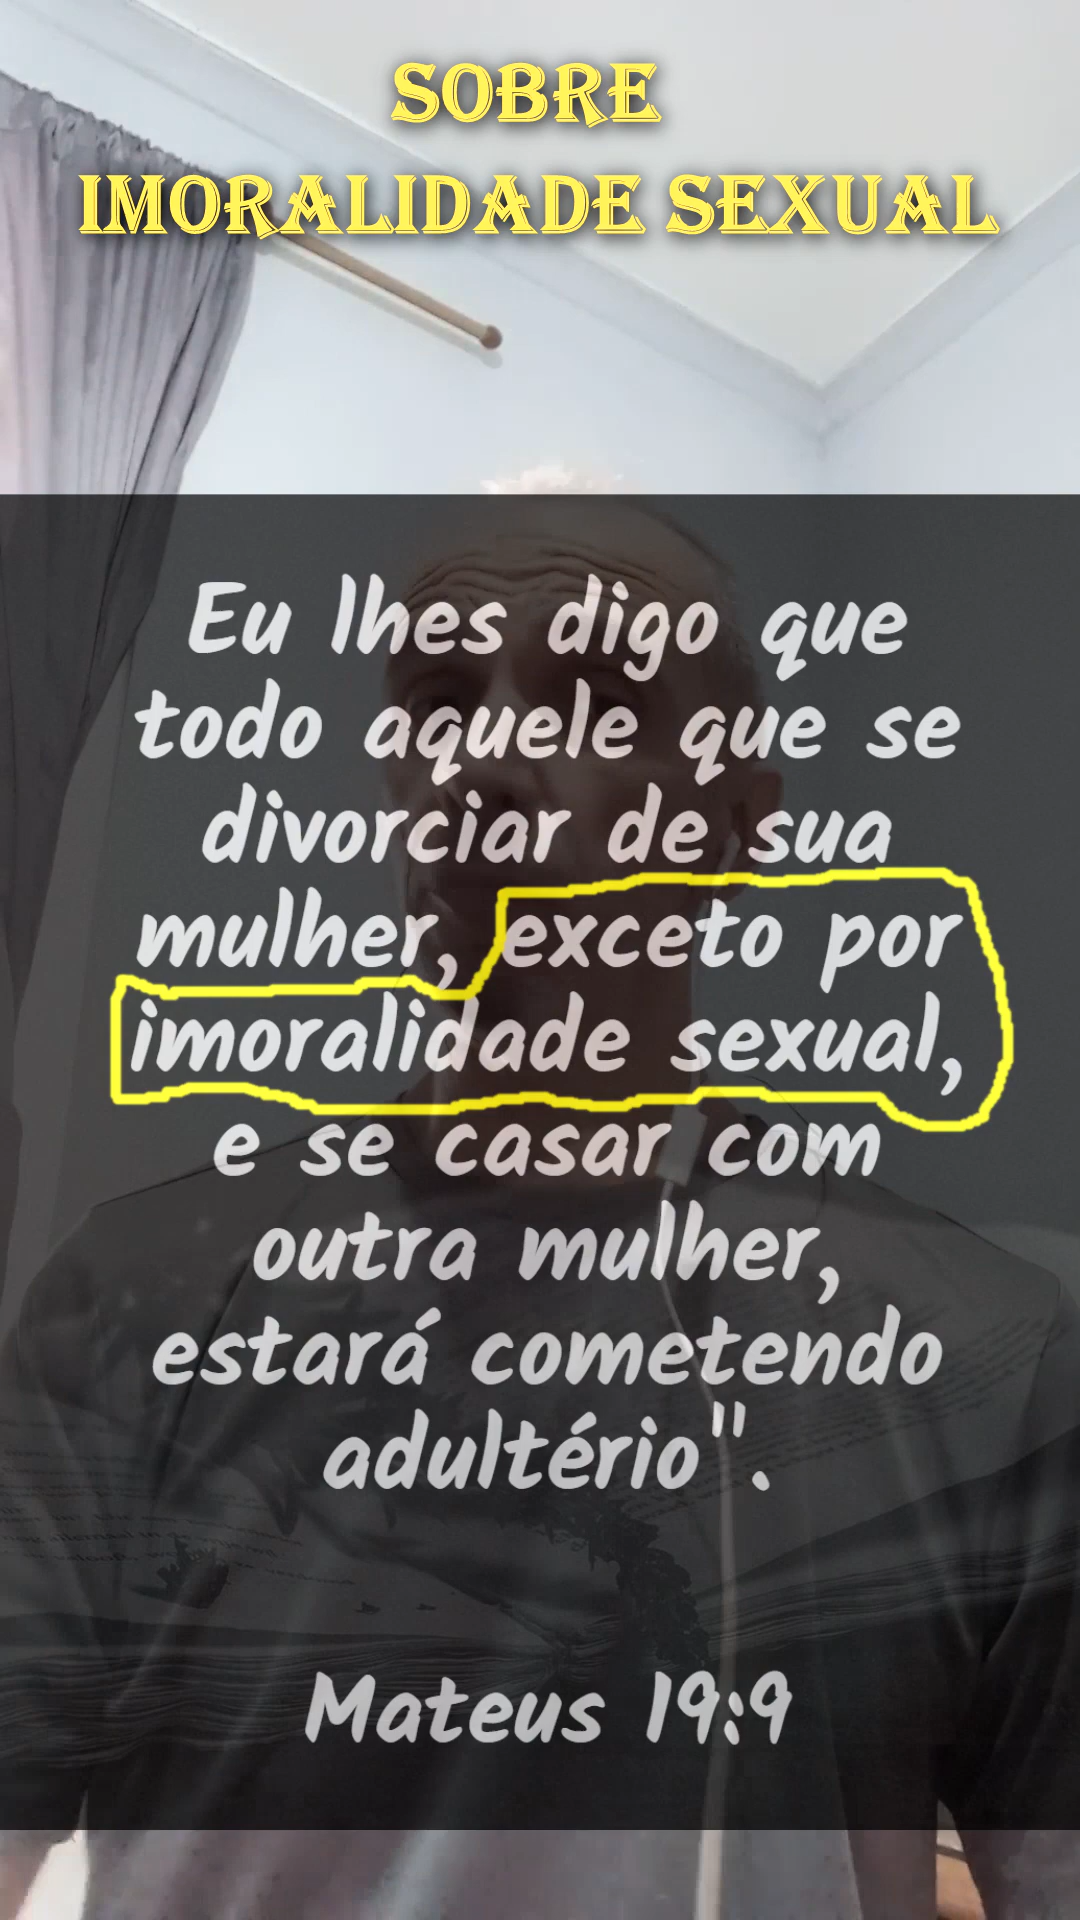 SOBRE
IMORALIDADE SEXUAL
Eu lhes digo que
todo aquele que se
divorciar de sua
mulher, exceto por
imoralidade sexual,
e se casar com
outra mulher,
estará cometendo
adultério".
Mateus 19:9